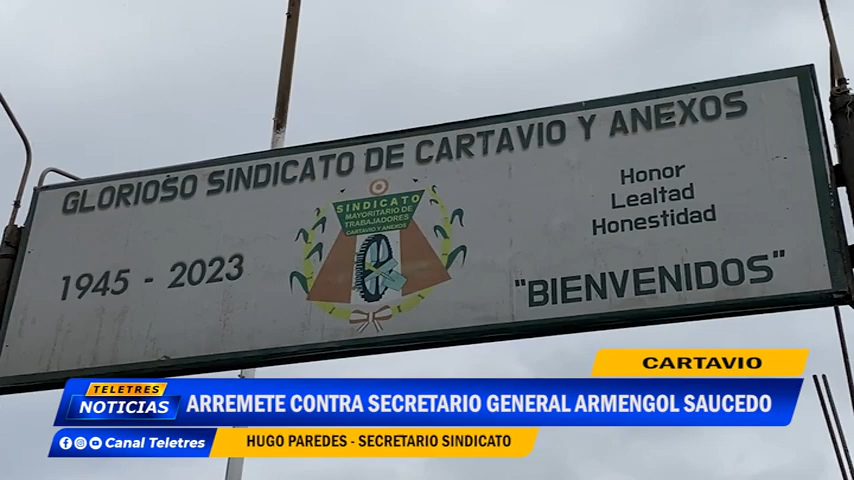 GLORIOSO SINDICATO DE CARTAVIO Y ANEXOS
SINDICATO
MAYORITARIO DE
TRABAJADORES
CARTAVIO Y ANEXOS
1945 - 2023
Honor
Lealtad
Honestidad
"BIENVENIDOS"
CARTAVIO
TELETRES
NOTICIAS
ARREMETE CONTRA SECRETARIO GENERAL ARMENGOL SAUCEDO
Canal Teletres
HUGO PAREDES - SECRETARIO SINDICATO